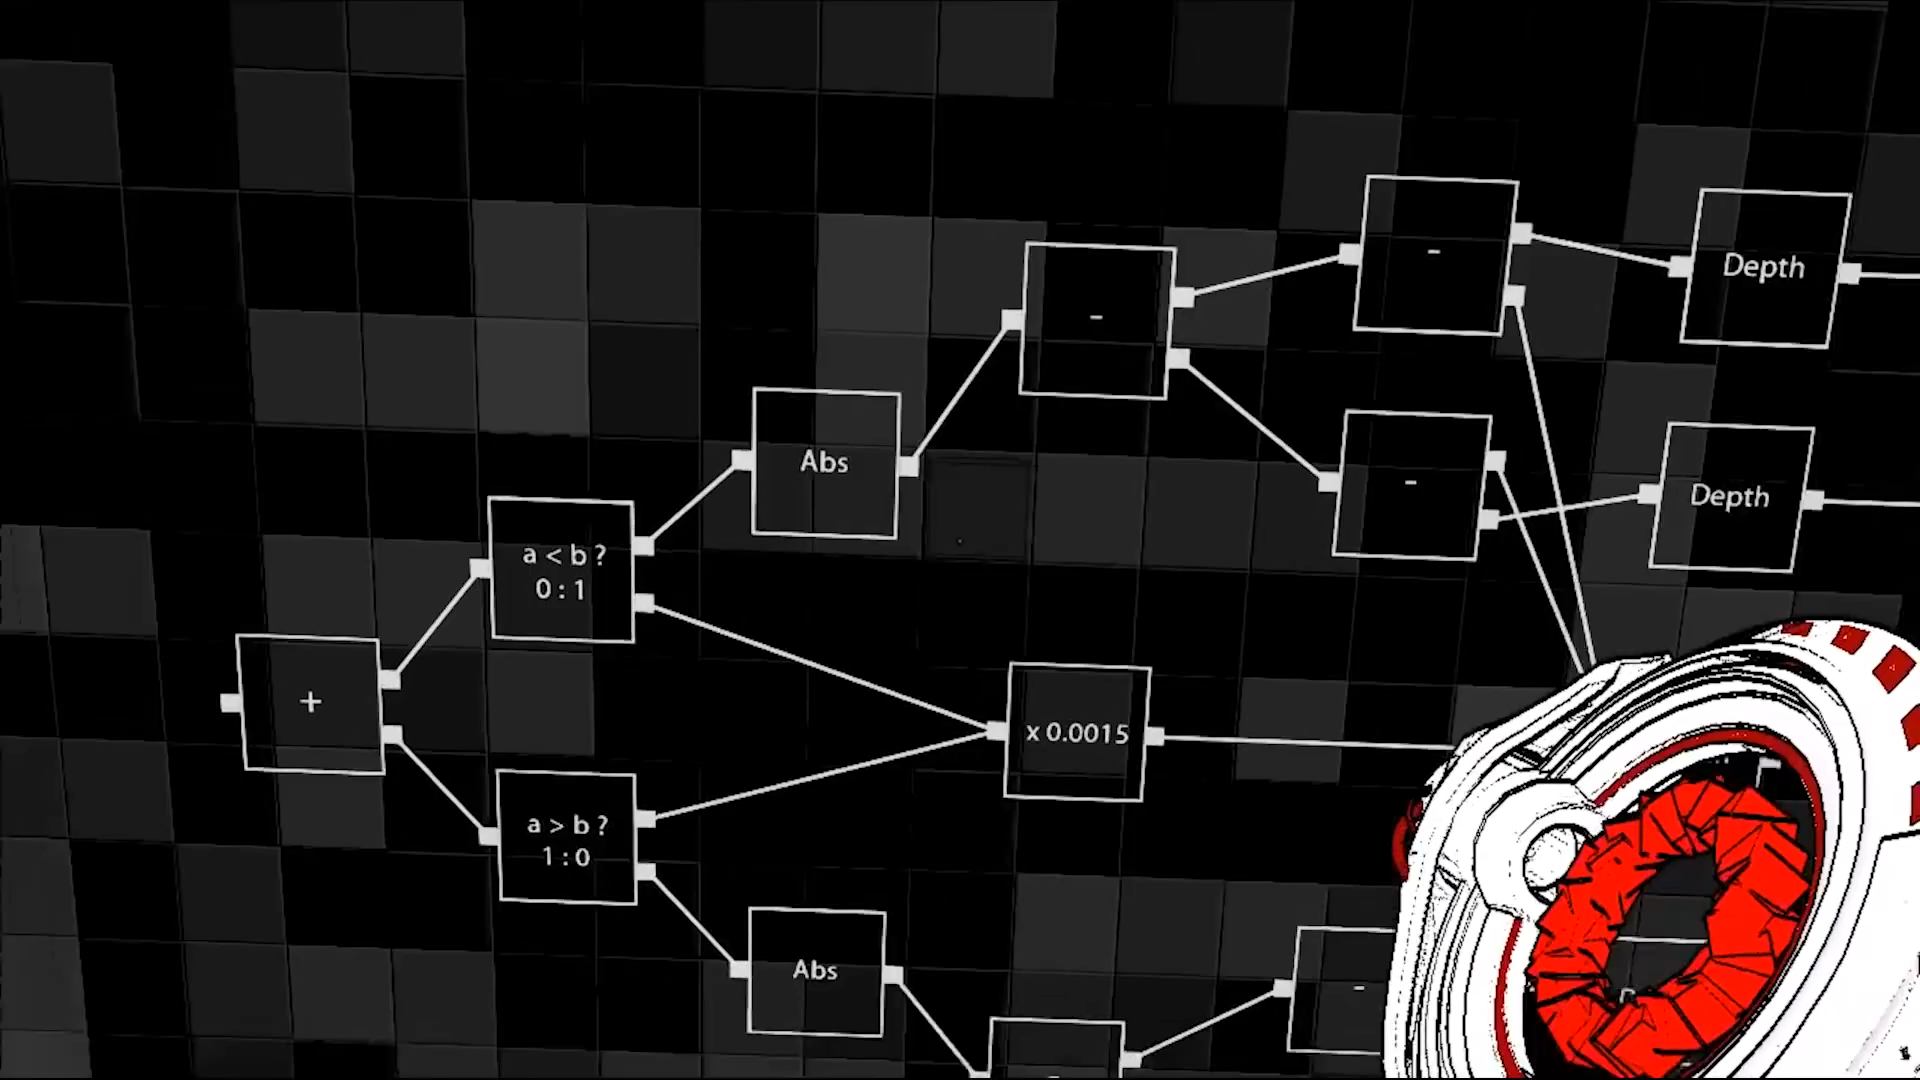 -
Depth
-
Abs
-
Depth
a < b ?
0 : 1
+
x 0.0015
a > b ?
1 : 0
Abs
-